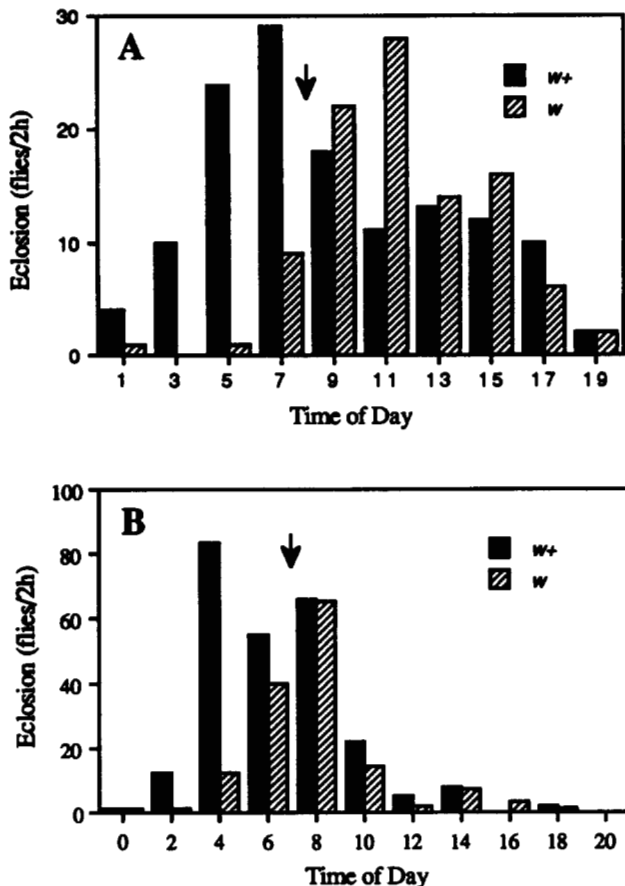 A
30
20
10
0
Eclosion (flies/2h)
w+
w
1 3 5 7 9 11 13 15 17 19
Time of Day
B
100
80
60
40
20
0
Eclosion (flies/2h)
w+
w
0 2 4 6 8 10 12 14 16 18 20
Time of Day